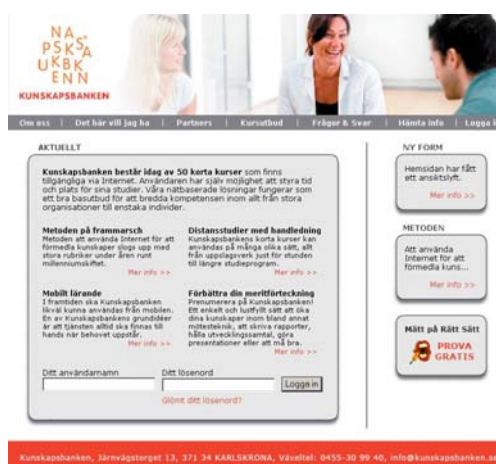 NA
PSKSA
UKBK
ENN
KUNSKAPSBANKEN
Om oss | Det här vill jag ha | Partners | Kursutbud | Frågor & Svar | Hämta info | Logga i
AKTUELLT
Kunskapsbanken består idag av 50 korta kurser som finns
tillgängliga via Internet. Användaren har själv möjlighet att styra tid
och plats för sina studier. Våra nätbaserade lösningar fungerar som
ett bra basutbud för att bredda kompetensen inom allt från stora
organisationer till enstaka individer.
Metoden på frammarsch
Metoden att använda Internet för att
förmedla kunskaper slogs upp med
stora rubriker under åren runt
millenniumskiftet.
Mer info >>
Distansstudier med handledning
Kunskapsbankens korta kurser kan
användas på många olika sätt, allt
från uppslagsverk just för stunden
till längre studieprogram.
Mer info >>
Mobilt lärande
I framtiden ska Kunskapsbanken
likväl kunna användas från mobilen.
En av Kunskapsbankens grundidéer
är att tjänsten alltid ska finnas till
hands när behovet uppstår.
Mer info >>
Förbättra din meritförteckning
Prenumerera på Kunskapsbanken!
Ett enkelt och lustfyllt sätt att öka
dina kunskaper inom bland annat
mötesteknik, att skriva rapporter,
hålla utvecklingssamtal, göra
presentationer eller att må bra.
Mer info >>
Ditt användarnamn
Ditt lösenord
Logga in
Glömt ditt lösenord?
NY FORM
Hemsidan har fått
ett ansiktslyft.
Mer info >>
METODEN
Att använda
Internet för att
förmedla kuns...
Mer info >>
Mätt på Rätt Sätt
PROVA
GRATIS
Kunskapsbanken, Järnvägstorget 13, 371 34 KARLSKRONA, Växeltel: 0455-30 99 40, info@kunskapsbanken.se